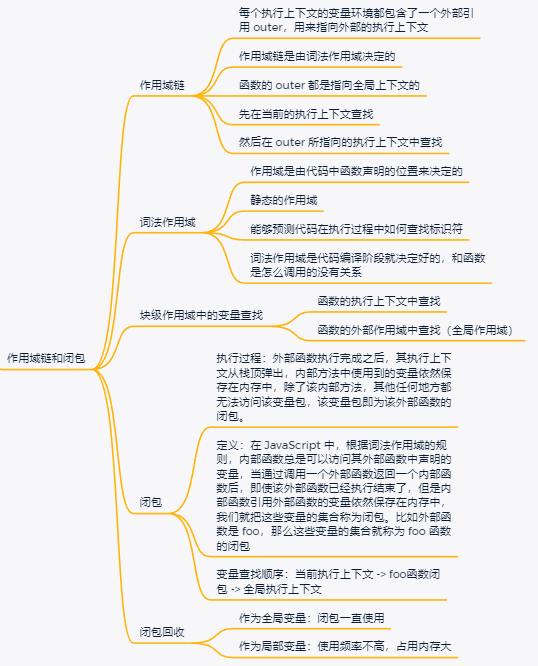 每个执行上下文的变量环境都包含了一个外部引
用 outer，用来指向外部的执行上下文
作用域链是由词法作用域决定的
作用域链
函数的 outer 都是指向全局上下文的
先在当前的执行上下文查找
然后在 outer 所指向的执行上下文中查找
作用域是由代码中函数声明的位置来决定的
静态的作用域
词法作用域
能够预测代码在执行过程中如何查找标识符
词法作用域是代码编译阶段就决定好的，和函数
是怎么调用的没有关系
函数的执行上下文中查找
块级作用域中的变量查找
函数的外部作用域中查找（全局作用域）
作用域链和闭包
执行过程：外部函数执行完成之后，其执行上下
文从栈顶弹出，内部方法中使用到的变量依然保
存在内存中，除了该内部方法，其他任何地方都
无法访问该变量包，该变量包即为该外部函数的
闭包。
定义：在 JavaScript 中，根据词法作用域的规
则，内部函数总是可以访问其外部函数中声明的
变量，当通过调用一个外部函数返回一个内部函
数后，即使该外部函数已经执行结束了，但是内
部函数引用外部函数的变量依然保存在内存中，
我们就把这些变量的集合称为闭包。比如外部函
数是 foo，那么这些变量的集合就称为 foo 函数
的闭包
闭包
变量查找顺序：当前执行上下文 -> foo函数闭
包 -> 全局执行上下文
作为全局变量：闭包一直使用
闭包回收
作为局部变量：使用频率不高，占用内存大